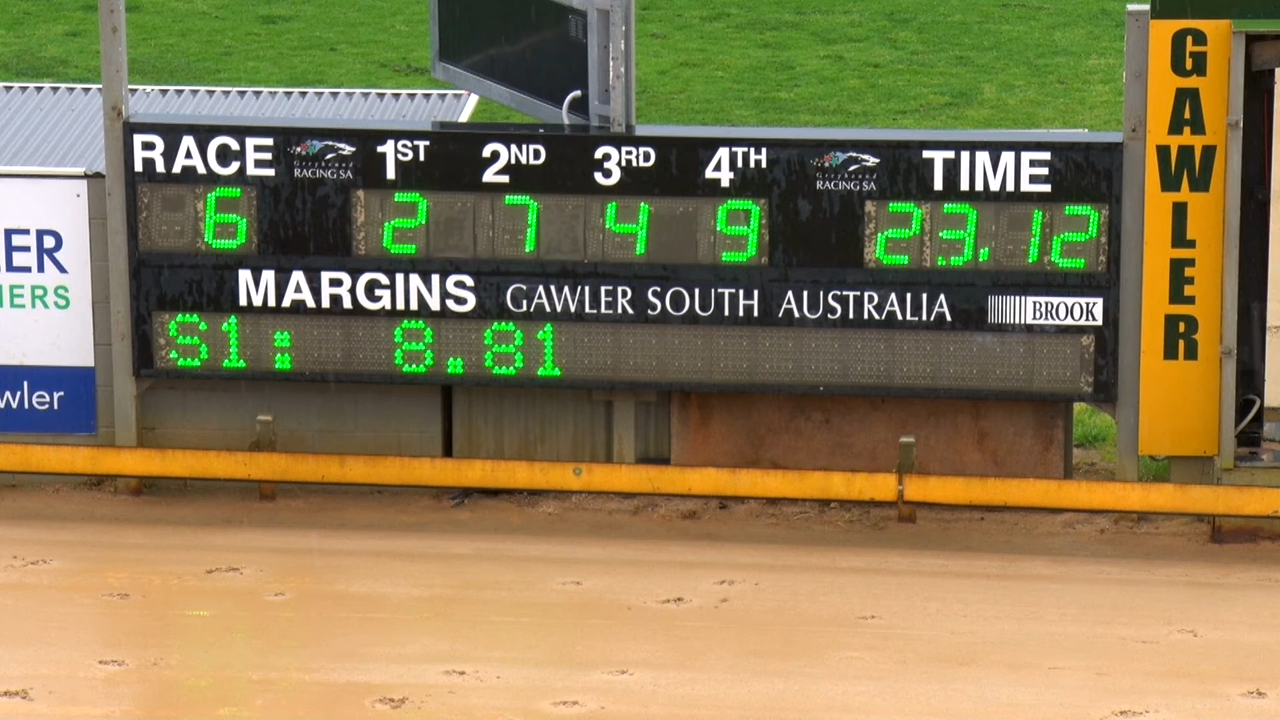 RACE 1ST 2ND 3RD 4TH TIME
Greyhound
RACING SA
Greyhound
RACING SA
6 2 7 4 9 23.12
MARGINS GAWLER SOUTH AUSTRALIA BROOK
S1: 8.81
GAWLER
ER
NERS
wler